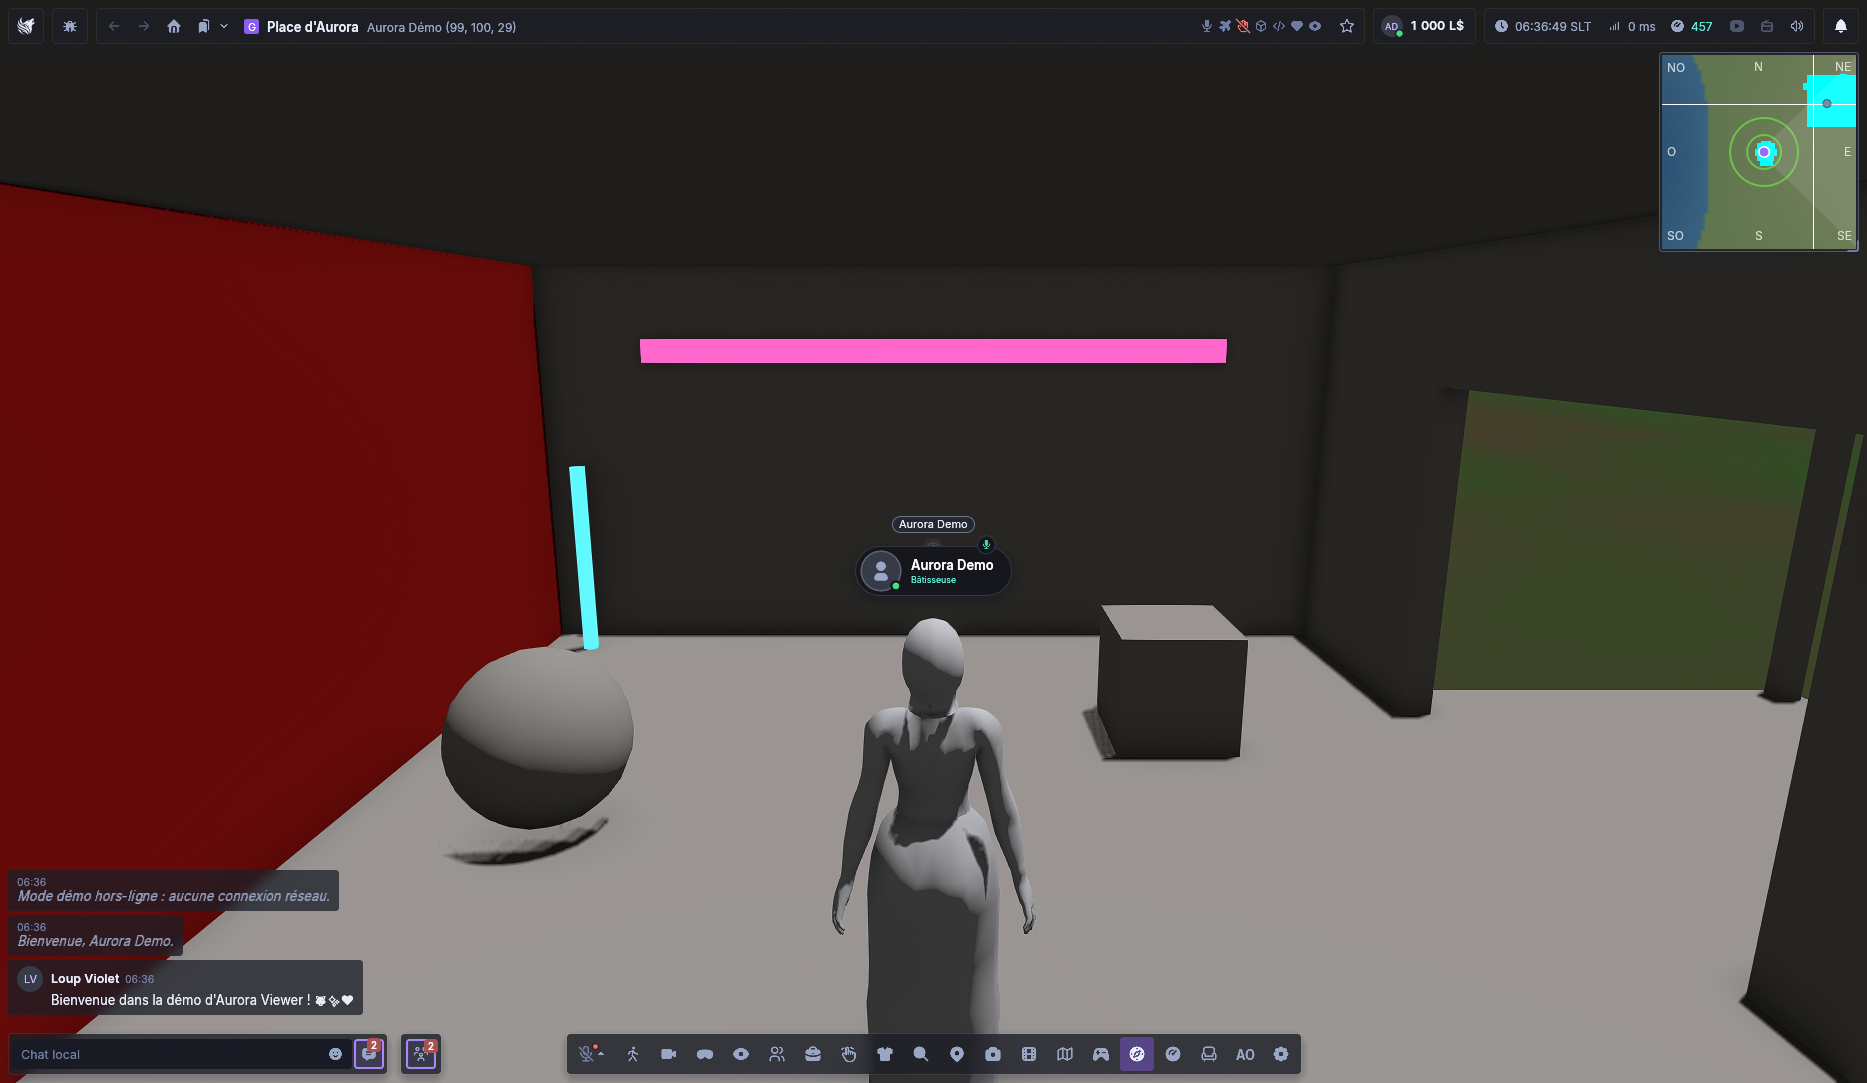 G Place d'Aurora Aurora Démo (99, 100, 29)
AD 1 000 L$
06:36:49 SLT 0 ms 457
NO N NE
O E
SO S SE
Aurora Demo
Aurora Demo
Bâtisseuse
06:36
Mode démo hors-ligne : aucune connexion réseau.
06:36
Bienvenue, Aurora Demo.
LV Loup Violet 06:36
Bienvenue dans la démo d'Aurora Viewer !
Chat local 2 2
AO